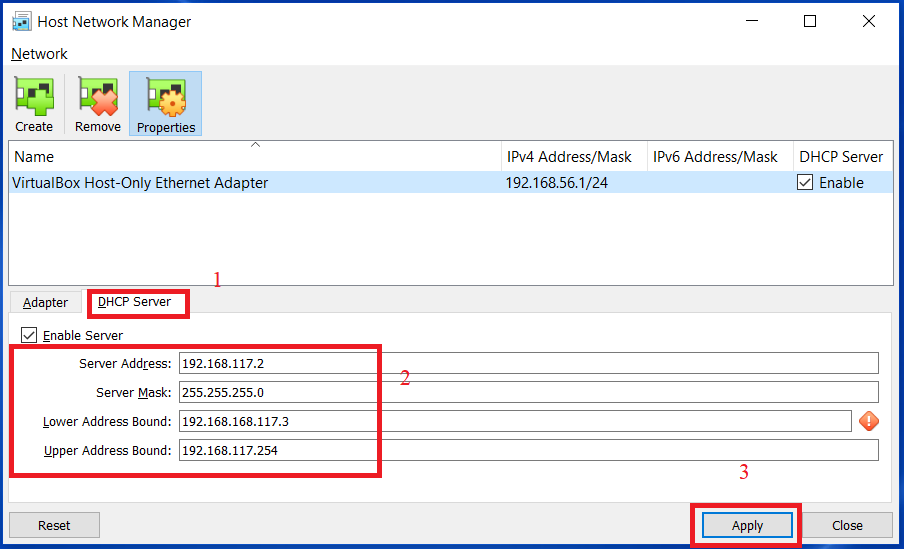 Host Network Manager
Network
Create Remove Properties
Name IPv4 Address/Mask IPv6 Address/Mask DHCP Server
VirtualBox Host-Only Ethernet Adapter 192.168.56.1/24 Enable
1
Adapter DHCP Server
Enable Server
Server Address: 192.168.117.2
2
Server Mask: 255.255.255.0
Lower Address Bound: 192.168.168.117.3
Upper Address Bound: 192.168.117.254
3
Reset Apply Close